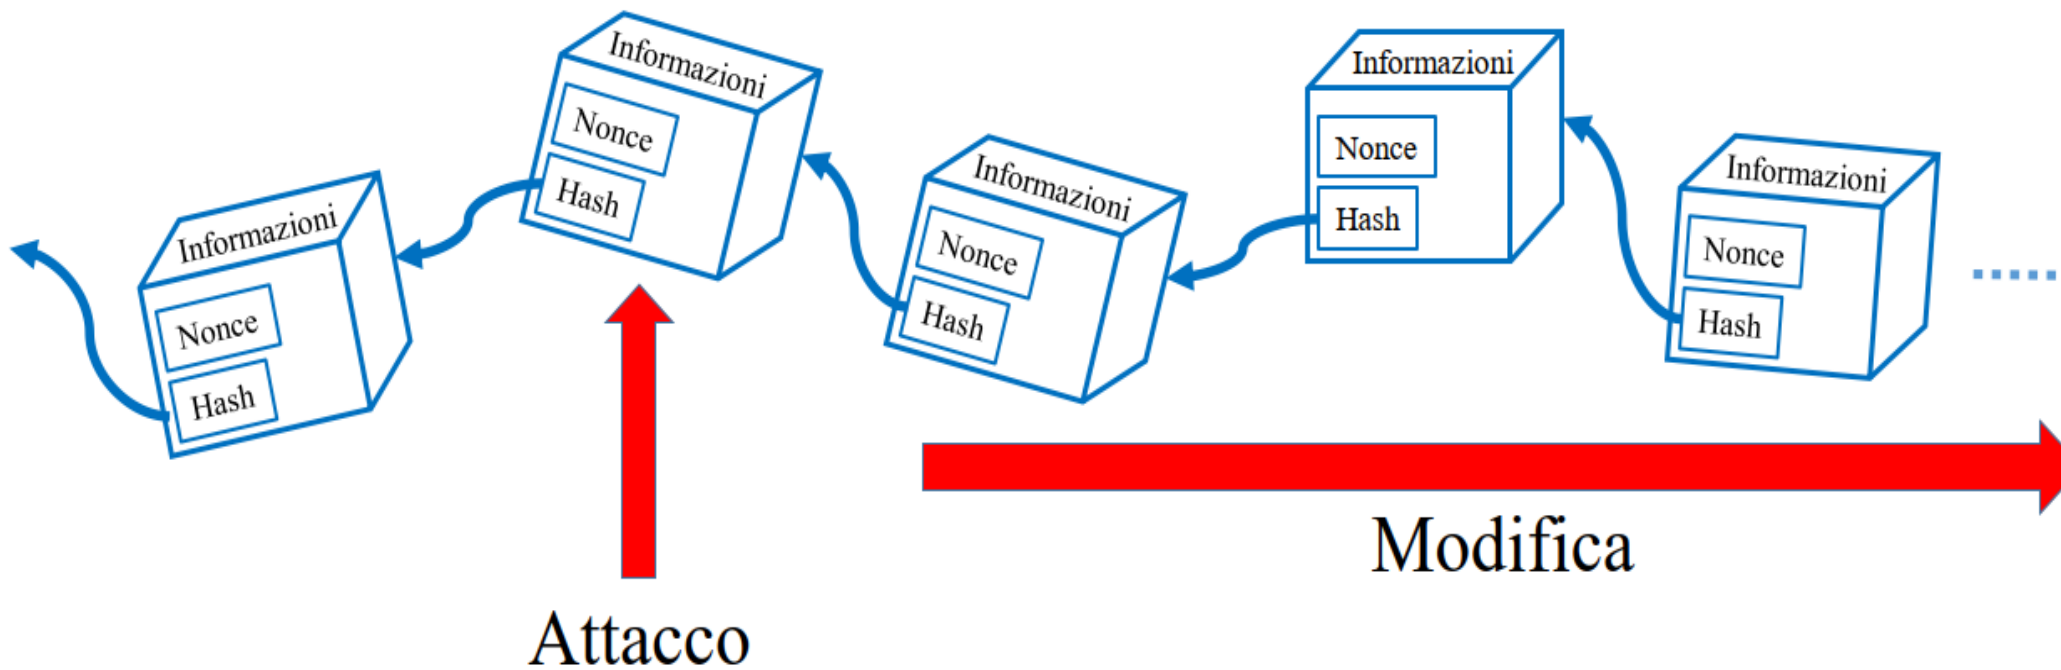 Informazioni
Nonce
Hash
Informazioni
Nonce
Hash
Informazioni
Nonce
Hash
Informazioni
Nonce
Hash
Informazioni
Nonce
Hash
Attacco
Modifica